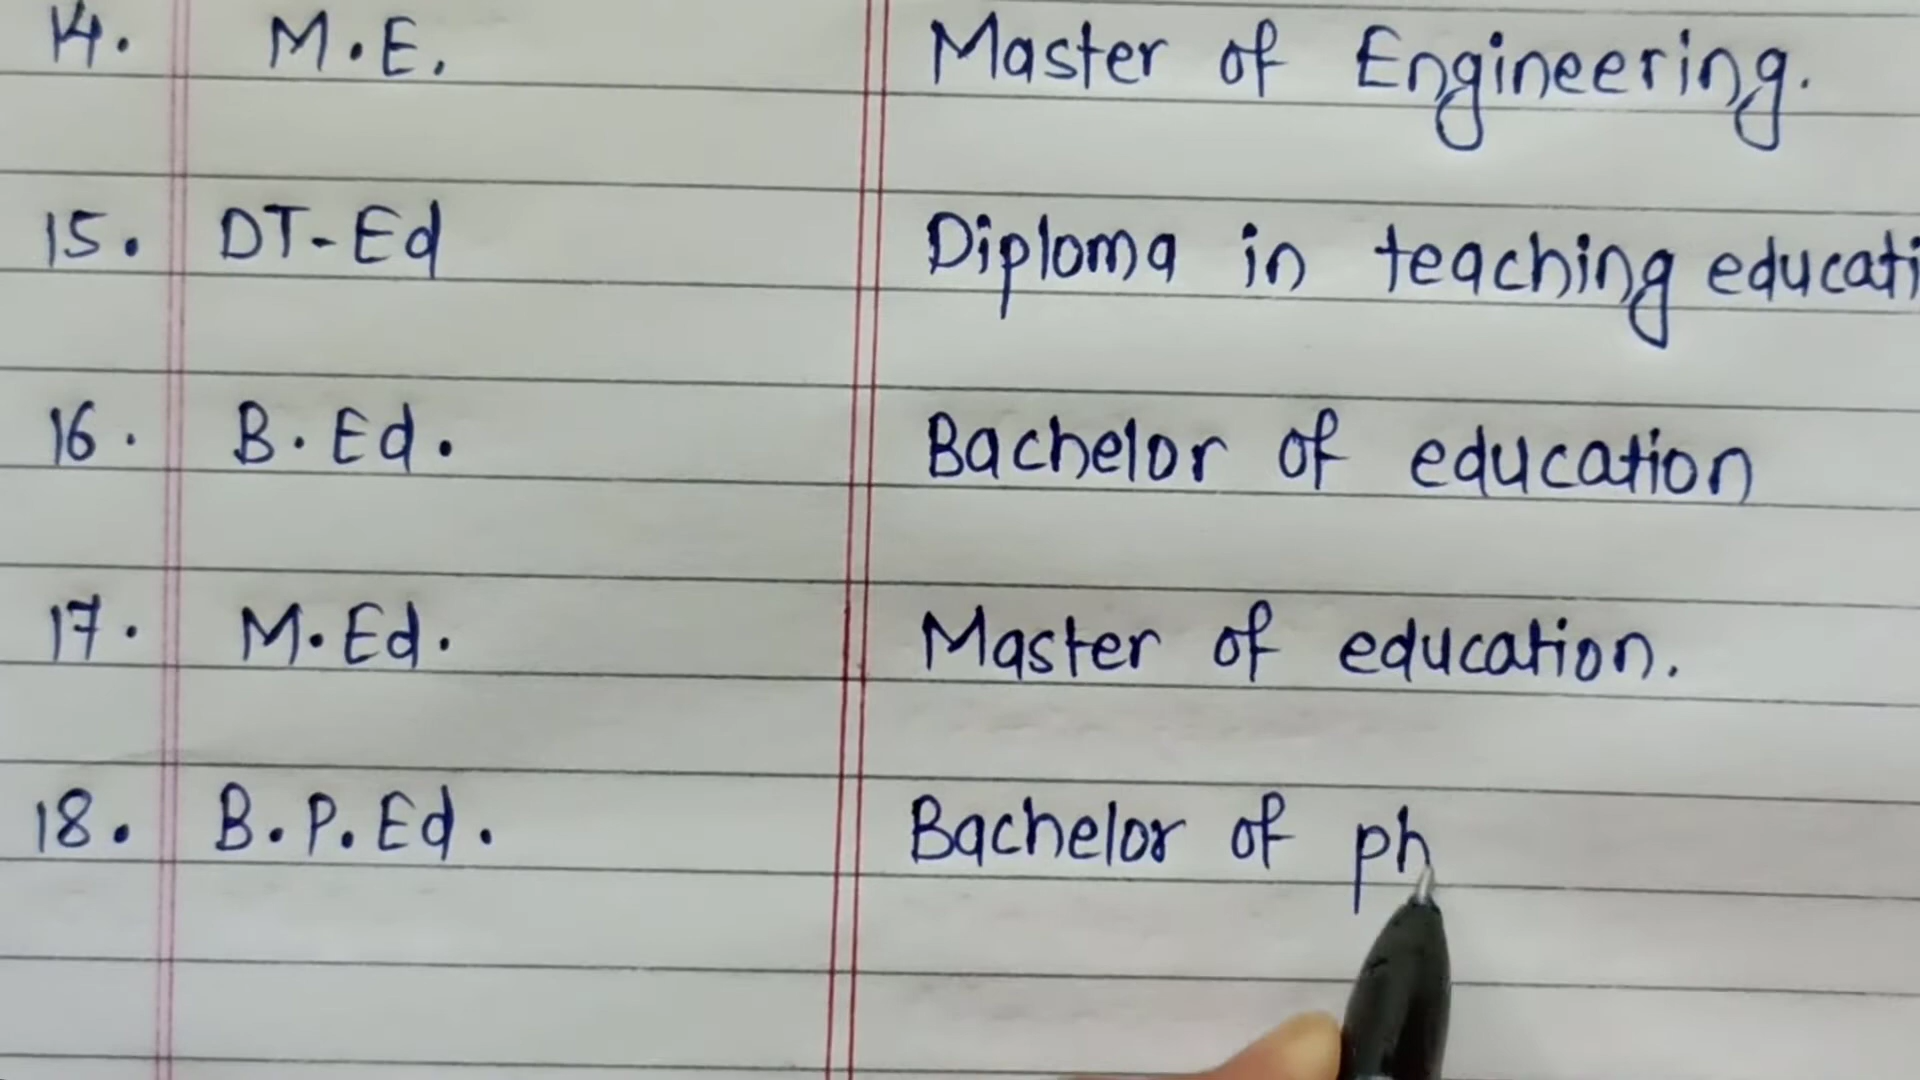 14. M.E. Master of Engineering.
15. DT-Ed Diploma in teaching educati
16. B.Ed. Bachelor of education
17. M.Ed. Master of education.
18. B.P.Ed. Bachelor of ph